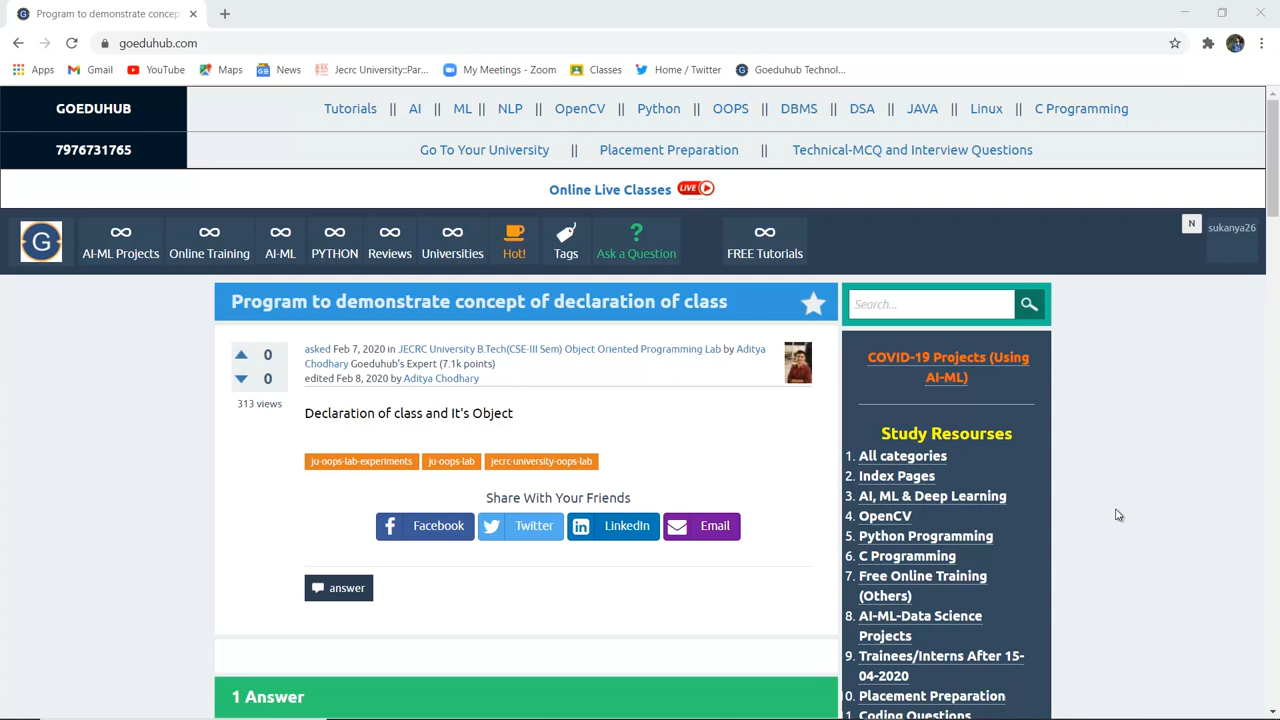 Program to demonstrate concep
goeduhub.com
Apps Gmail YouTube Maps News Jecrc University::Par... My Meetings - Zoom Classes Home / Twitter Goeduhub Technol...
GOEDUHUB Tutorials || AI || ML || NLP || OpenCV || Python || OOPS || DBMS || DSA || JAVA || Linux || C Programming
7976731765 Go To Your University || Placement Preparation || Technical-MCQ and Interview Questions
Online Live Classes LIVE
G AI-ML Projects Online Training AI-ML PYTHON Reviews Universities Hot! Tags ? Ask a Question FREE Tutorials N sukanya26
Program to demonstrate concept of declaration of class
0
0
313 views
asked Feb 7, 2020 in JECRC University B.Tech(CSE-III Sem) Object Oriented Programming Lab by Aditya
Chodhary Goeduhub's Expert (7.1k points)
edited Feb 8, 2020 by Aditya Chodhary
Declaration of class and It's Object
ju-oops-lab-experiments ju-oops-lab jecrc-university-oops-lab
Share With Your Friends
Facebook Twitter LinkedIn Email
answer
1 Answer
Search...
COVID-19 Projects (Using
AI-ML)
Study Resourses
1. All categories
2. Index Pages
3. AI, ML & Deep Learning
4. OpenCV
5. Python Programming
6. C Programming
7. Free Online Training
(Others)
8. AI-ML-Data Science
Projects
9. Trainees/Interns After 15-
04-2020
10. Placement Preparation
11. Coding Questions